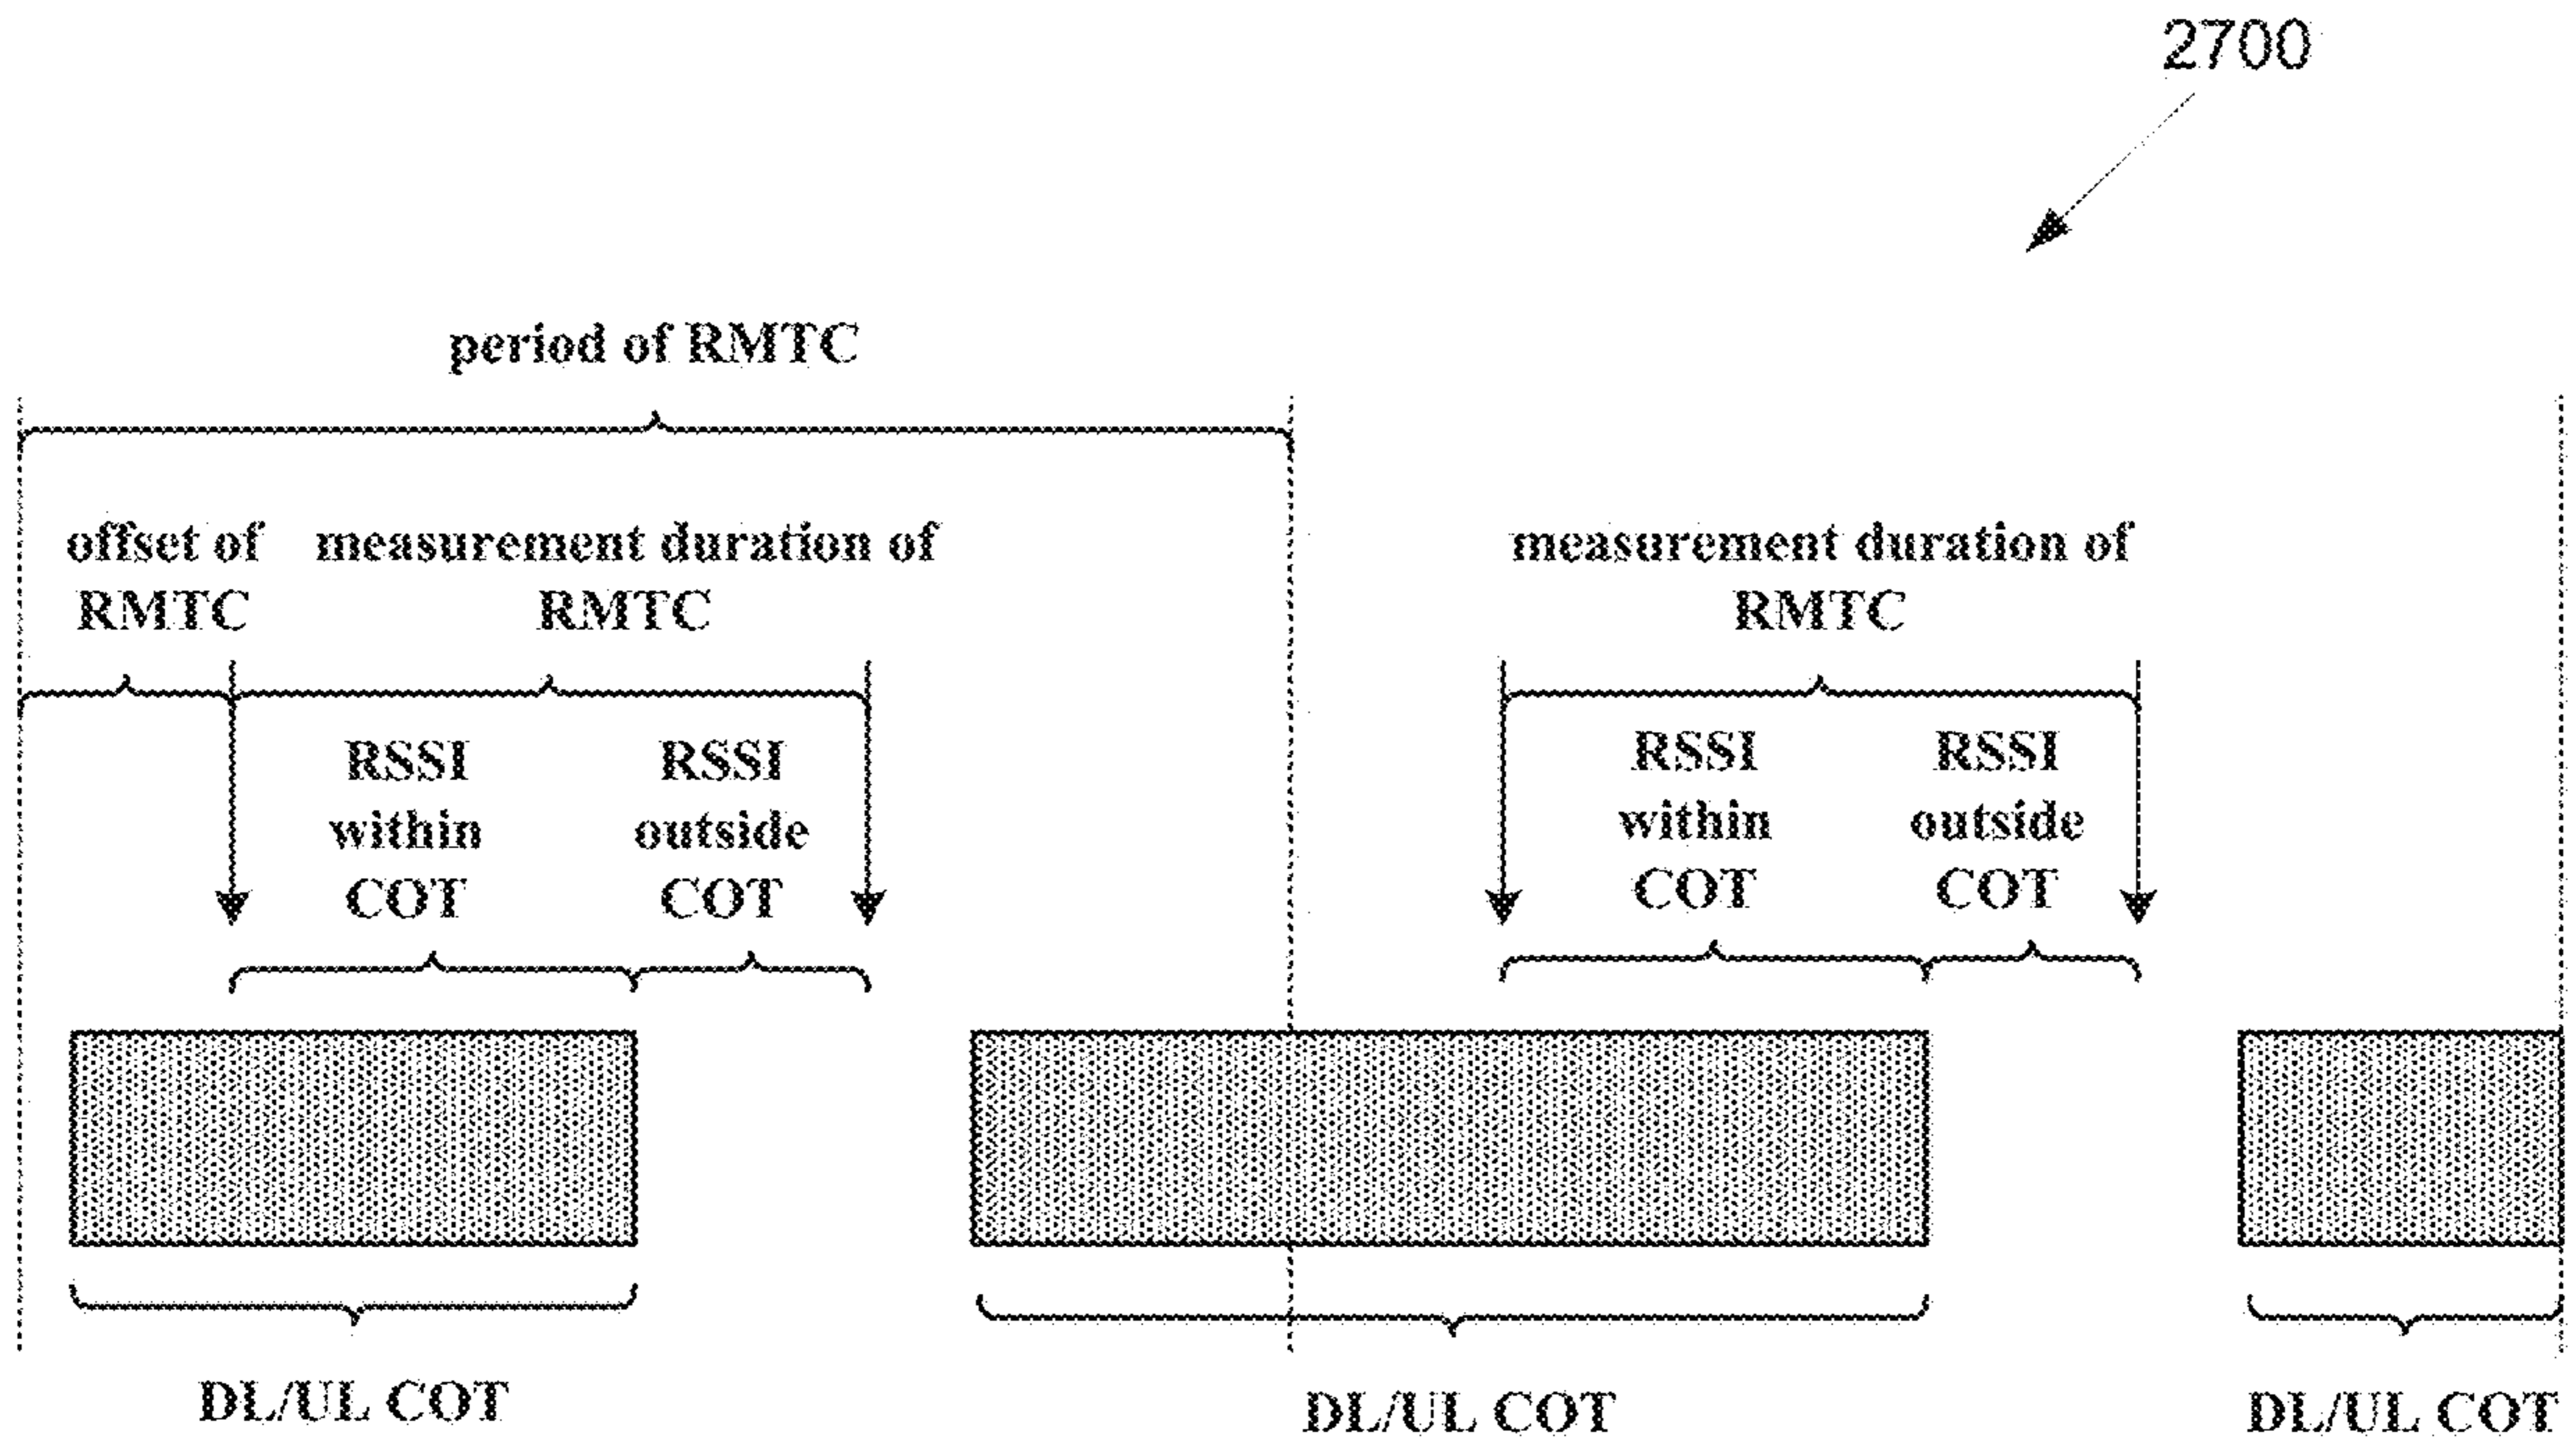 2700
period of RMTC
offset of
RMTC
measurement duration of
RMTC
measurement duration of
RMTC
RSSI
within
COT
RSSI
outside
COT
RSSI
within
COT
RSSI
outside
COT
DL/UL COT
DL/UL COT
DL/UL COT